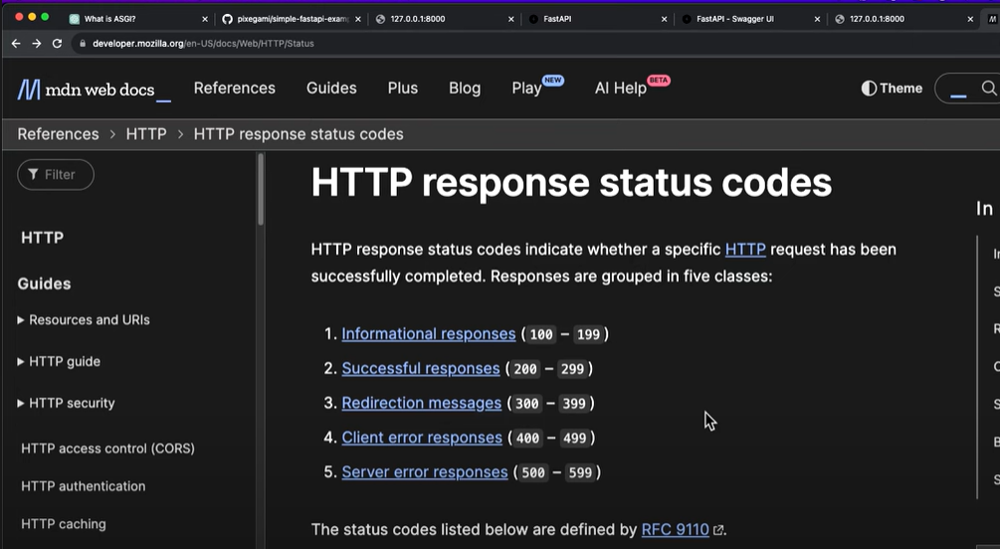 What is ASGI?
pixegami/simple-fastapi-examp
127.0.0.1:8000
FastAPI
FastAPI - Swagger UI
127.0.0.1:8000
developer.mozilla.org/en-US/docs/Web/HTTP/Status
mdn web docs_
References
Guides
Plus
Blog
Play NEW
AI Help BETA
Theme
References > HTTP > HTTP response status codes
Filter
HTTP
Guides
Resources and URIs
HTTP guide
HTTP security
HTTP access control (CORS)
HTTP authentication
HTTP caching
HTTP response status codes
HTTP response status codes indicate whether a specific HTTP request has been
successfully completed. Responses are grouped in five classes:
1. Informational responses (100 – 199)
2. Successful responses (200 – 299)
3. Redirection messages (300 – 399)
4. Client error responses (400 – 499)
5. Server error responses (500 – 599)
The status codes listed below are defined by RFC 9110.
In